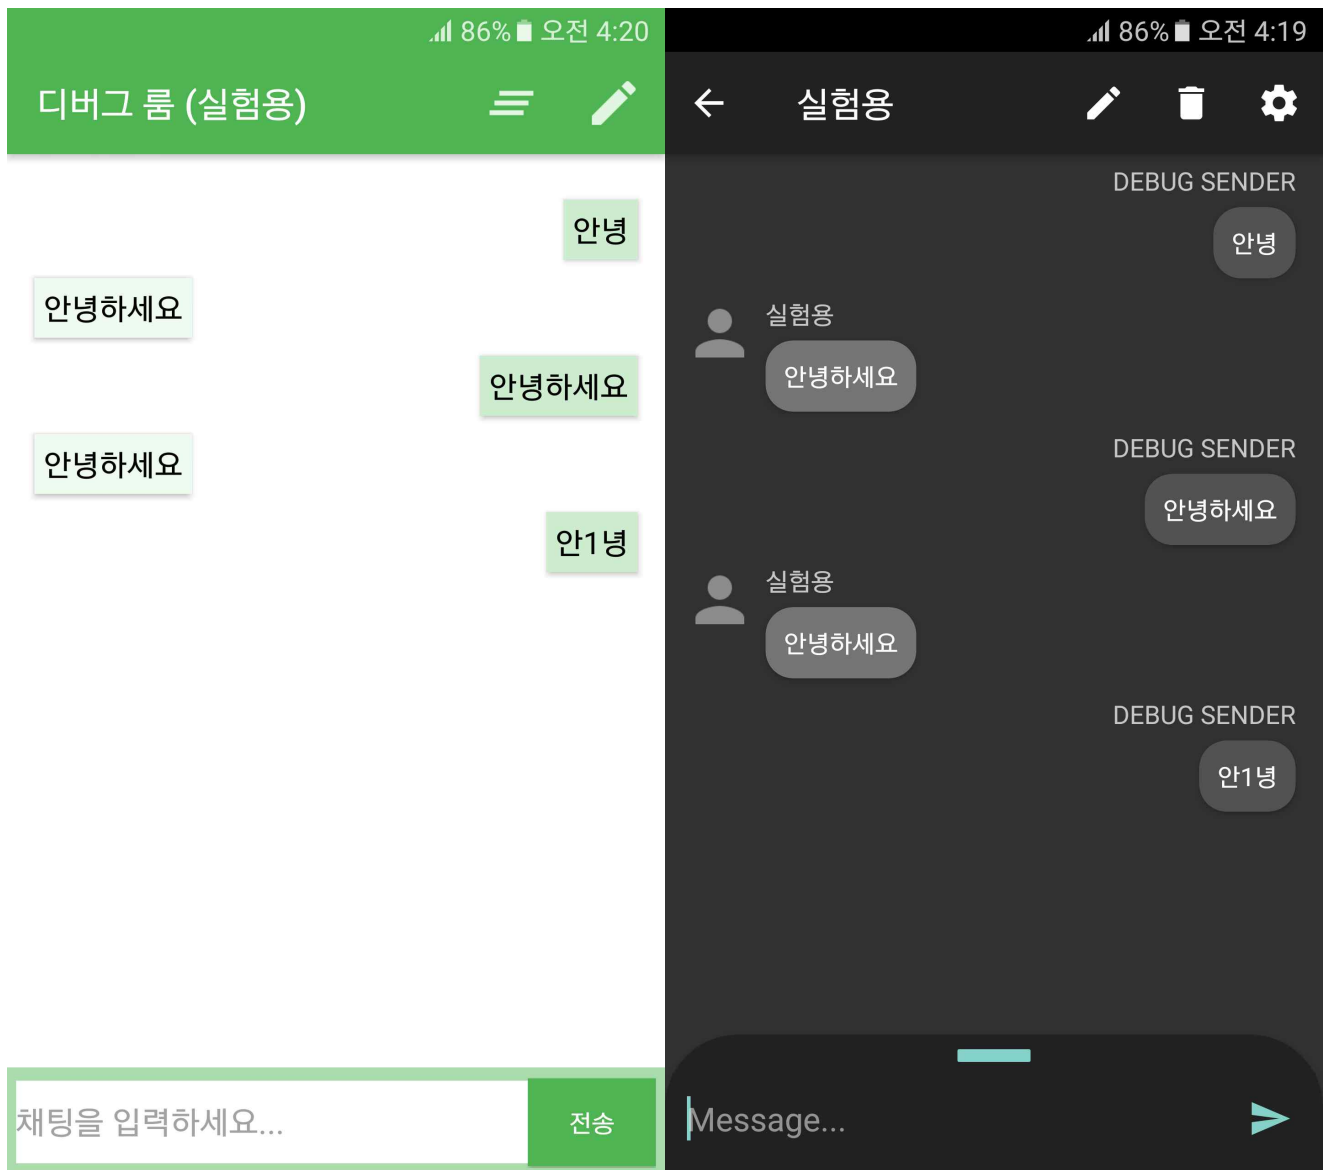 86% 오전 4:20
디버그 룸 (실험용)
안녕
안녕하세요
안녕하세요
안녕하세요
안1녕
채팅을 입력하세요...
전송
86% 오전 4:19
실험용
DEBUG SENDER
안녕
실험용
안녕하세요
DEBUG SENDER
안녕하세요
실험용
안녕하세요
DEBUG SENDER
안1녕
Message...